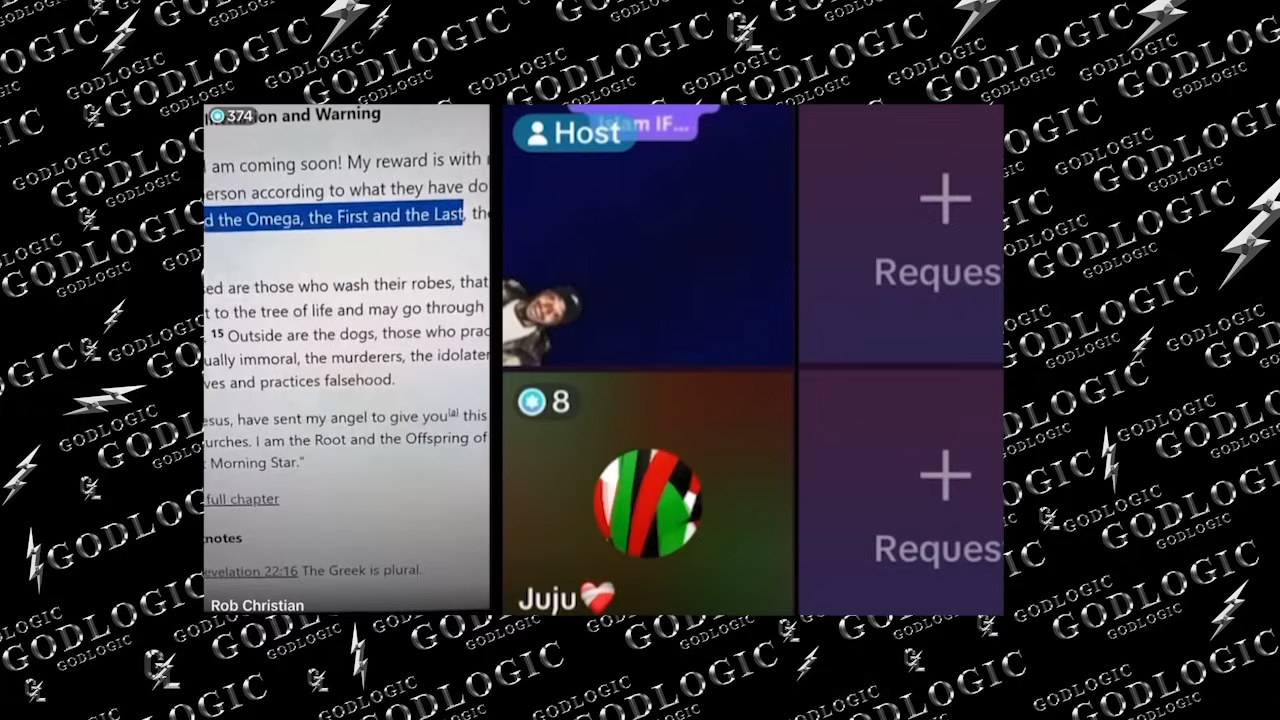 374
on and Warning
I am coming soon! My reward is with
erson according to what they have do
d the Omega, the First and the Last, the
sed are those who wash their robes, that
t to the tree of life and may go through
15 Outside are the dogs, those who prac
ually immoral, the murderers, the idolater
ves and practices falsehood.
esus, have sent my angel to give you[a] this
urches. I am the Root and the Offspring of
t Morning Star."
full chapter
notes
evelation 22:16 The Greek is plural.
Rob Christian
Host
lam IF...
8
Juju
Reques
Reques
GODLOGIC